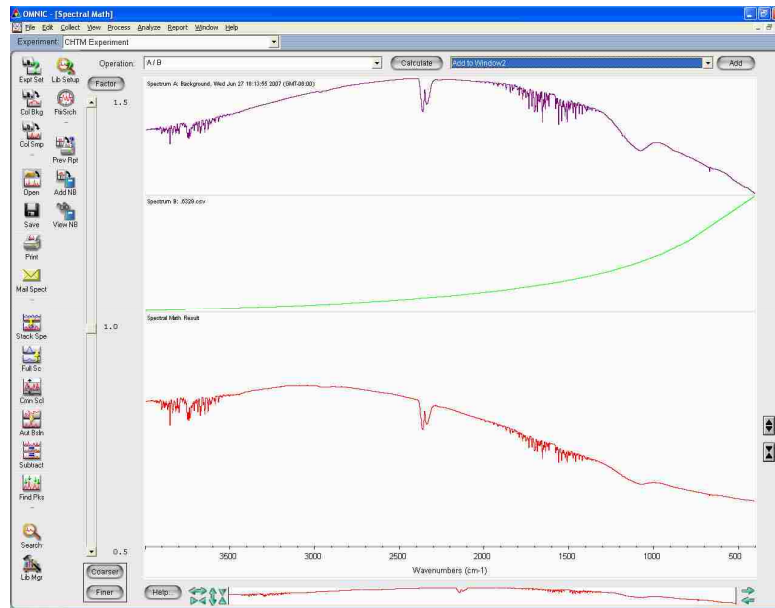 OMNIC - [Spectral Math]
File Edit Collect View Process Analyze Report Window Help
Experiment: CHTM Experiment
Operation: A / B Calculate Add to Window2 Add
Expt Set Lib Setup Factor
Spectrum A: Background, Wed Jun 27 18:13:55 2007 (GMT-06:00)
1.5
Col Bkg
Col Smp
Prev Rpt
Open Add NB
Spectrum B: .6329.csv
Save View NB
Print
Mail Spect
Spectral Math Result
1.0
Stack Spe
Full Sc
Cmn Scl
Aut Bsln
Subtract
Find Pks
Search
0.5
3500 3000 2500 2000 1500 1000 500
Wavenumbers (cm-1)
Lib Mgr
Coarser
Finer
Help...